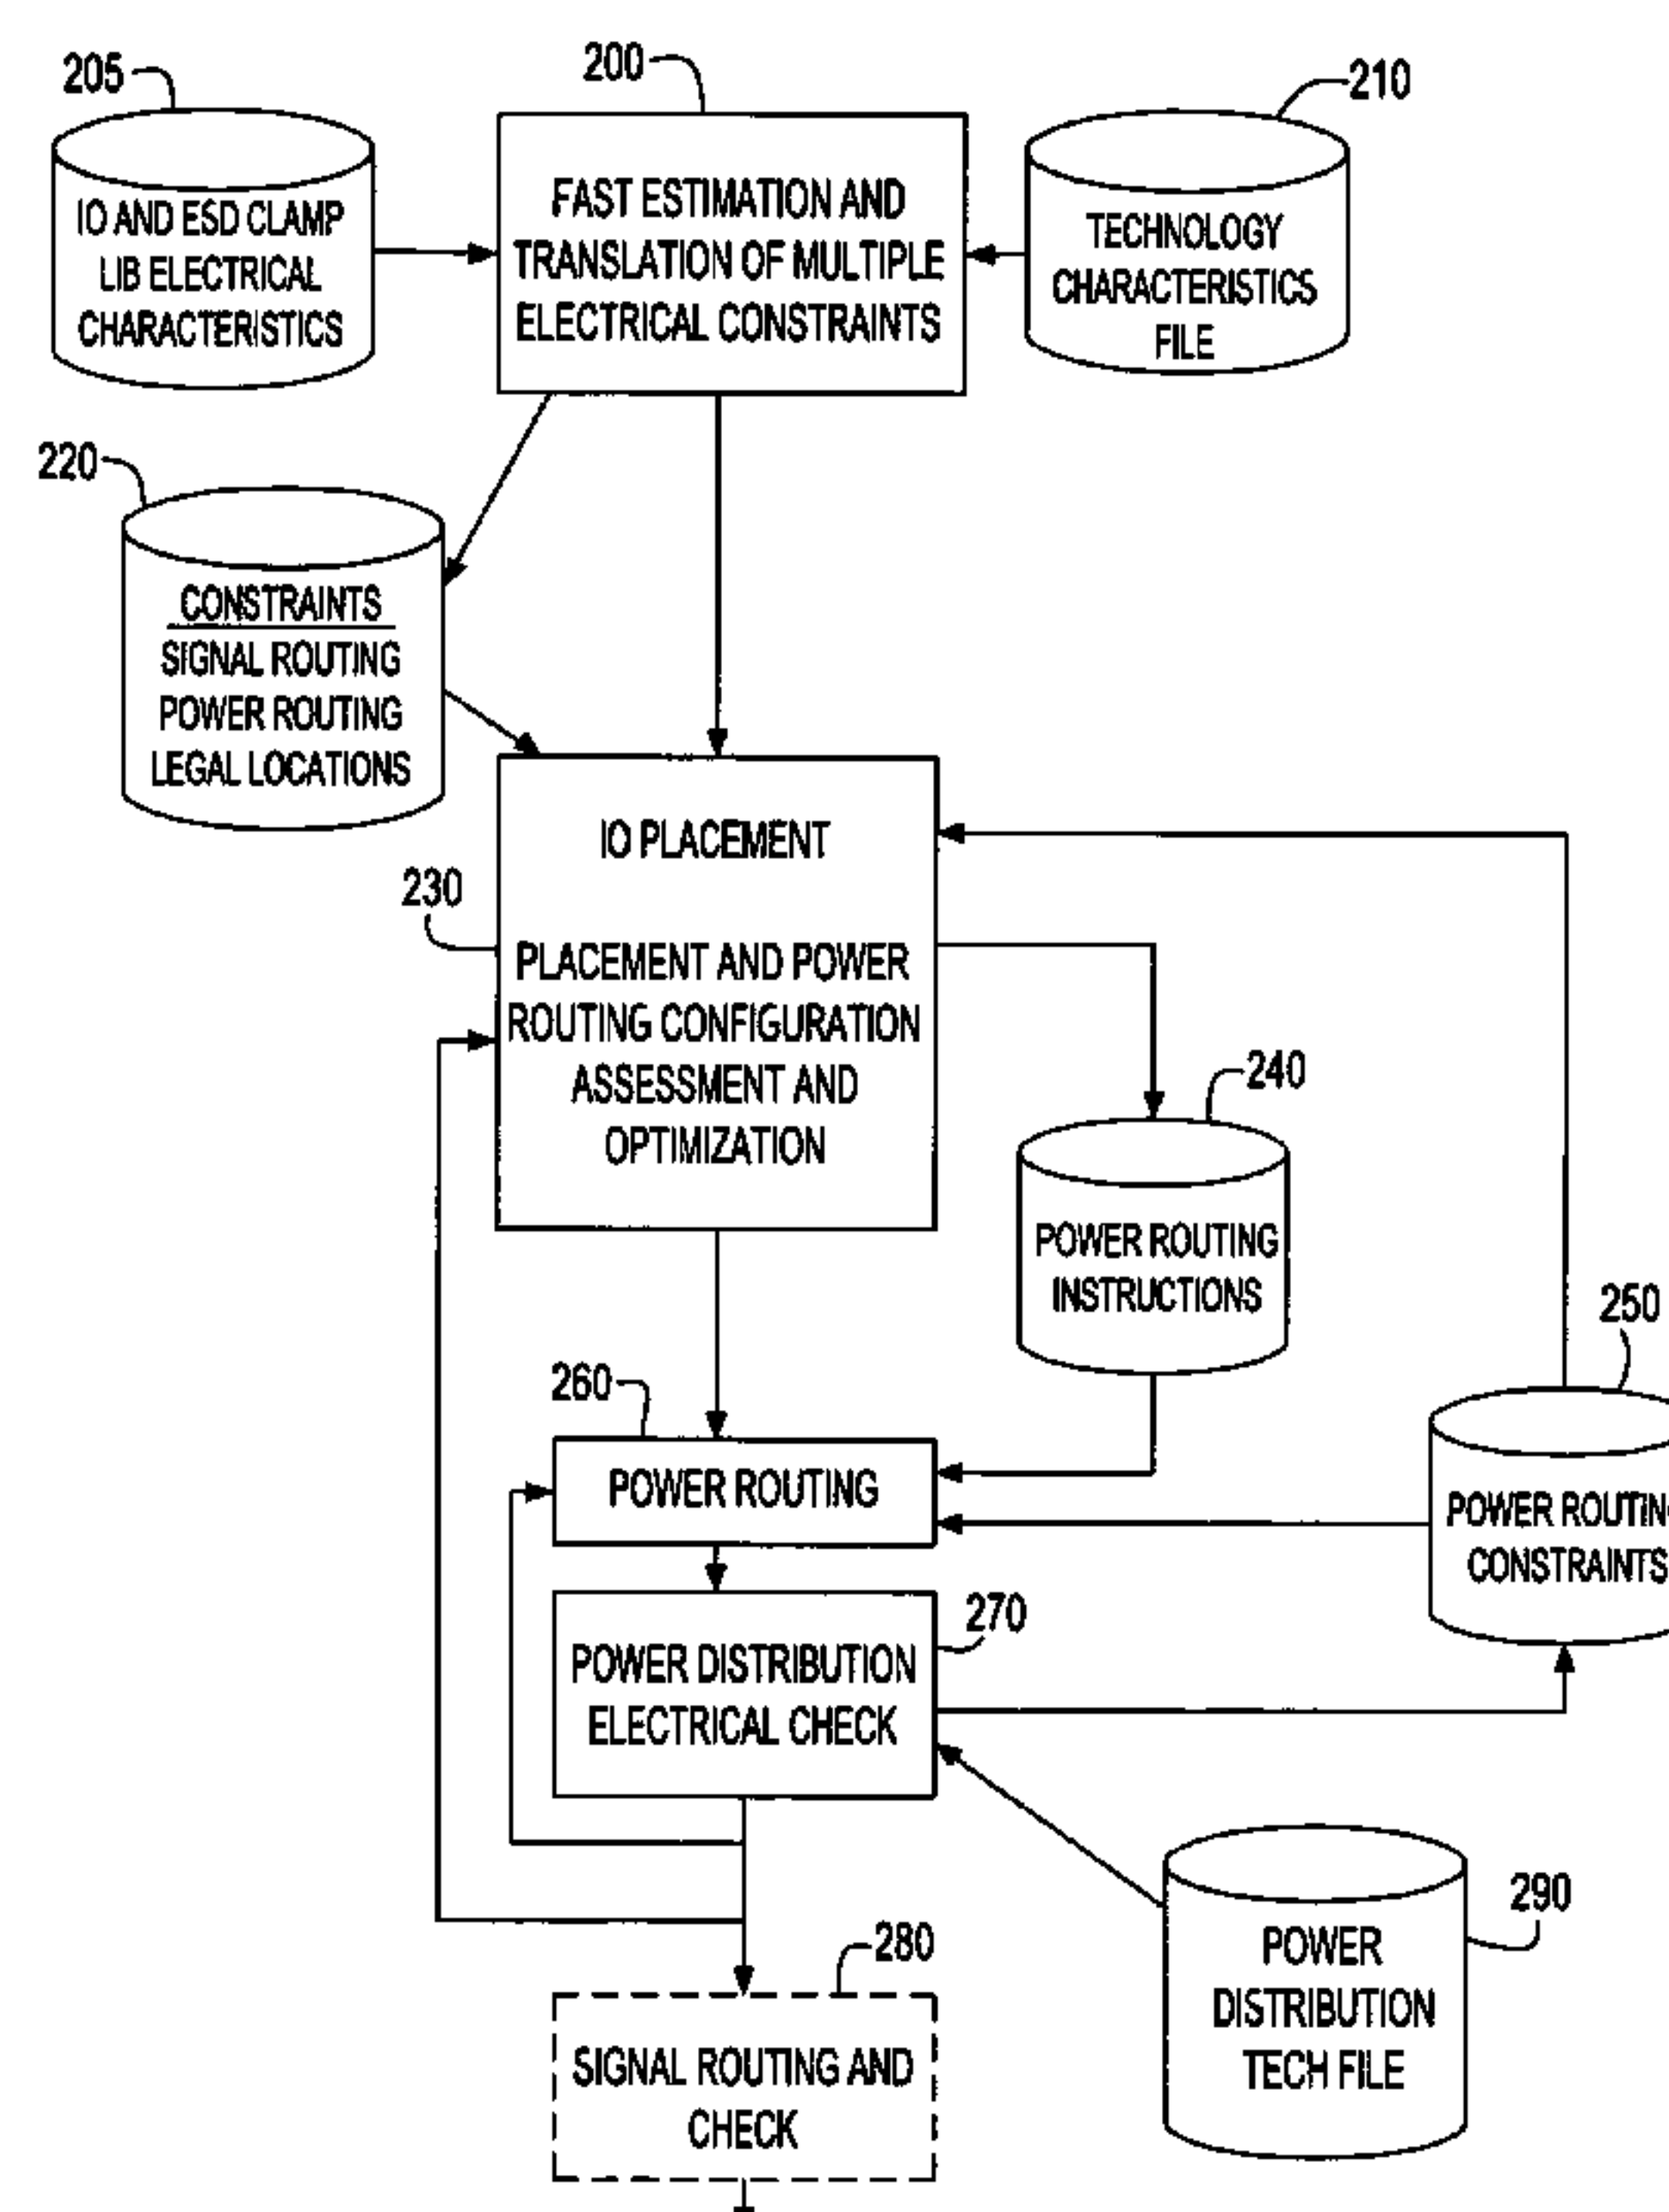 205
200
210
IO AND ESD CLAMP
LIB ELECTRICAL
CHARACTERISTICS
FAST ESTIMATION AND
TRANSLATION OF MULTIPLE
ELECTRICAL CONSTRAINTS
TECHNOLOGY
CHARACTERISTICS
FILE
220
CONSTRAINTS
SIGNAL ROUTING
POWER ROUTING
LEGAL LOCATIONS
230
IO PLACEMENT
PLACEMENT AND POWER
ROUTING CONFIGURATION
ASSESSMENT AND
OPTIMIZATION
240
POWER ROUTING
INSTRUCTIONS
250
POWER ROUTIN
CONSTRAINTS
260
POWER ROUTING
270
POWER DISTRIBUTION
ELECTRICAL CHECK
290
POWER
DISTRIBUTION
TECH FILE
280
SIGNAL ROUTING AND
CHECK